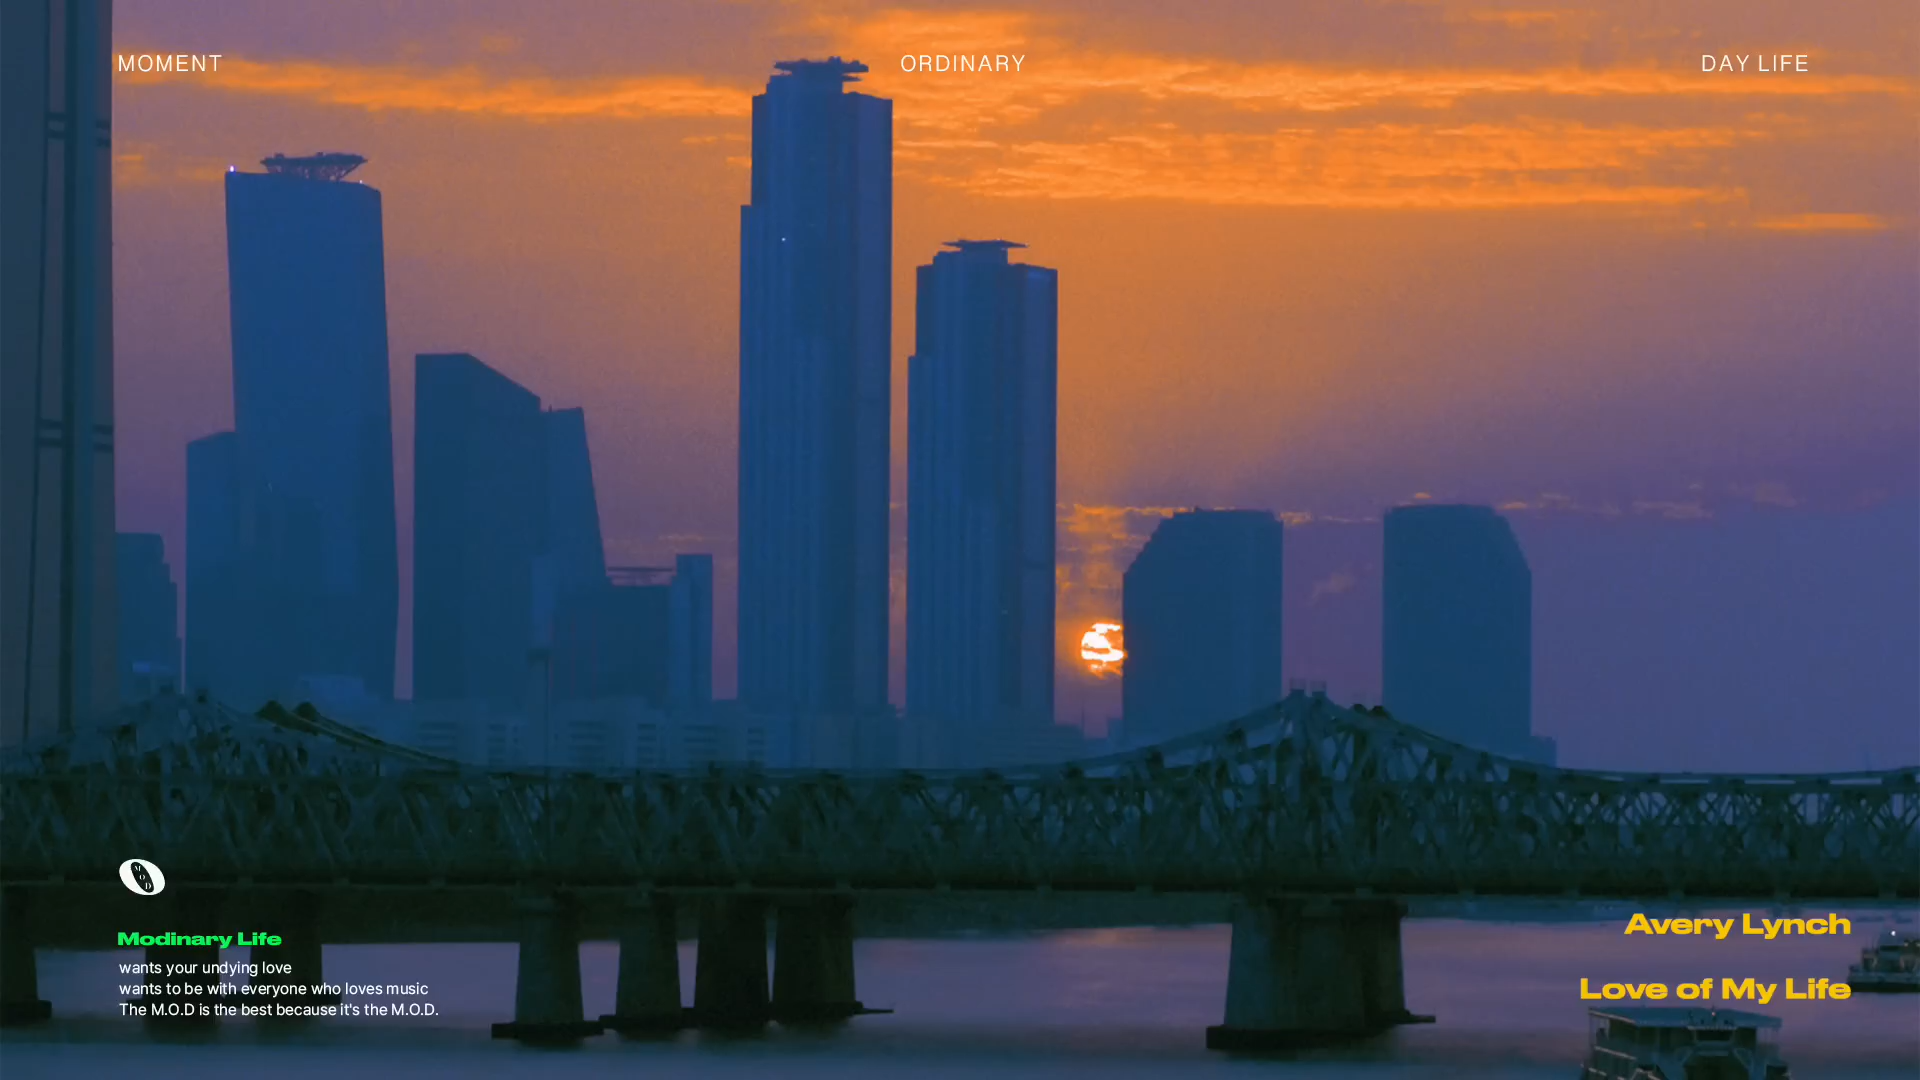 MOMENT
ORDINARY
DAY LIFE
M
O
D
Modinary Life
wants your undying love
wants to be with everyone who loves music
The M.O.D is the best because it's the M.O.D.
Avery Lynch
Love of My Life